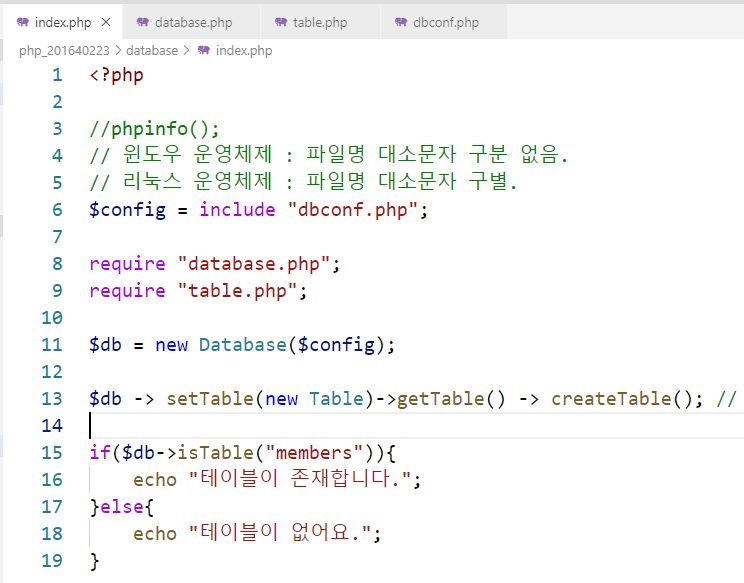 index.php × database.php table.php dbconf.php
php_201640223 > database > index.php
1 <?php
2
3 //phpinfo();
4 // 윈도우 운영체제 : 파일명 대소문자 구분 없음.
5 // 리눅스 운영체제 : 파일명 대소문자 구별.
6 $config = include "dbconf.php";
7
8 require "database.php";
9 require "table.php";
10
11 $db = new Database($config);
12
13 $db -> setTable(new Table)->getTable() -> createTable(); //
14
15 if($db->isTable("members")){
16 echo "테이블이 존재합니다.";
17 }else{
18 echo "테이블이 없어요.";
19 }